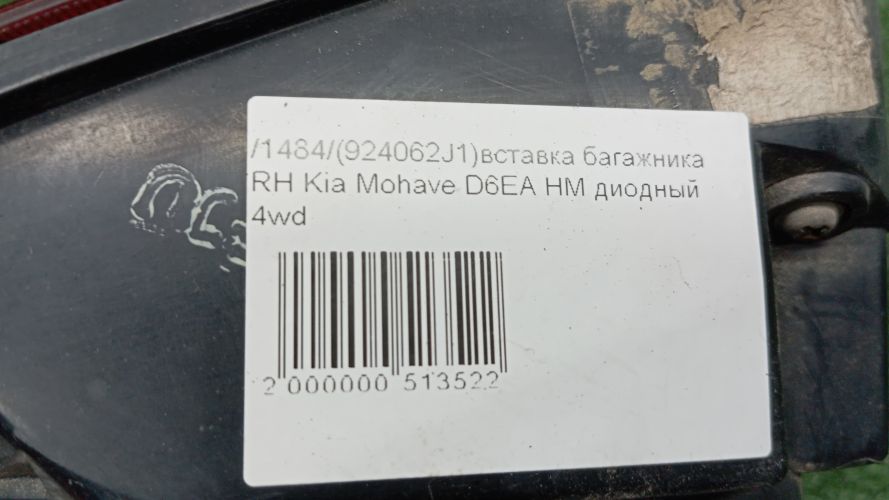 /1484/(924062J1)вставка багажника
RH Kia Mohave D6EA HM диодный
4wd
2 000000 513522